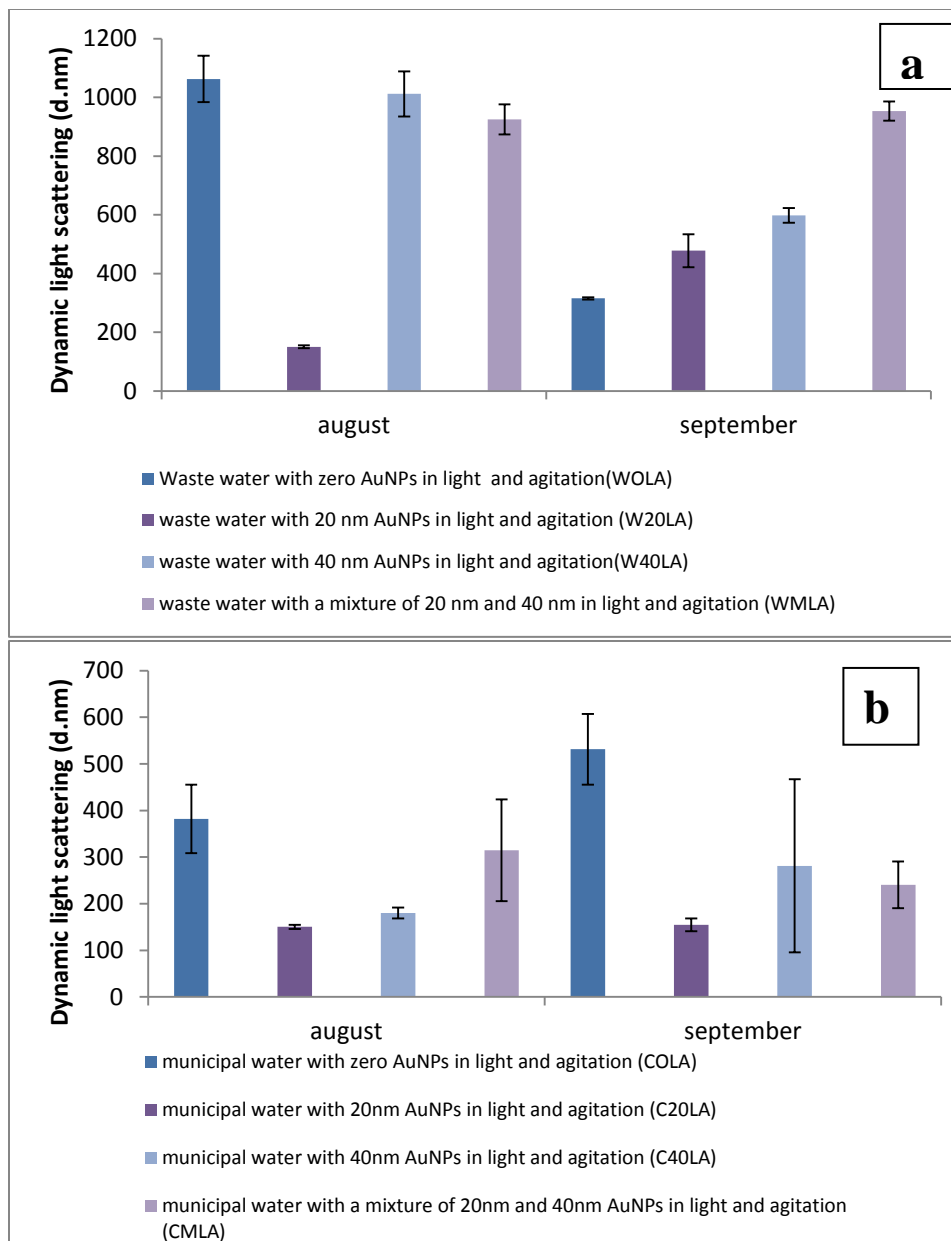 a
Dynamic light scattering (d.nm)
1200
1000
800
600
400
200
0
august september
Waste water with zero AuNPs in light and agitation(WOLA)
waste water with 20 nm AuNPs in light and agitation (W20LA)
waste water with 40 nm AuNPs in light and agitation(W40LA)
waste water with a mixture of 20 nm and 40 nm in light and agitation (WMLA)
b
Dynamic light scattering (d.nm)
700
600
500
400
300
200
100
0
august september
municipal water with zero AuNPs in light and agitation (COLA)
municipal water with 20nm AuNPs in light and agitation (C20LA)
municipal water with 40nm AuNPs in light and agitation (C40LA)
municipal water with a mixture of 20nm and 40nm AuNPs in light and agitation
(CMLA)